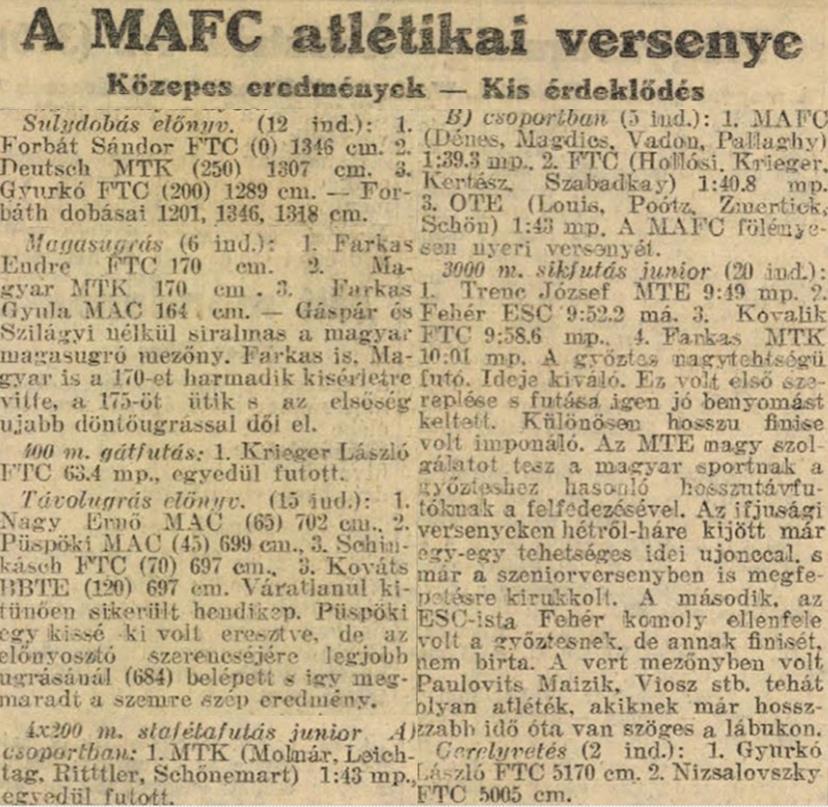 A MAFC atlétikai versenye
Közepes eredmények — Kis érdeklődés
Sulydobás előnyv. (12 ind.): 1.
Forbát Sándor FTC (0) 1346 cm. 2.
Deutsch MTK (250) 1307 cm. 3.
Gyurkó FTC (200) 1289 cm. — For-
báth dobásai 1201, 1346, 1318 cm.
Magasugrás (6 ind.): 1. Farkas
Endre FTC 170 cm. 2. Ma-
gyar MTK 170 cm . 3. Farkas
Gyula MAC 164 cm. — Gáspár és
Szilágyi nélkül siralmas a magyar
magasugró mezőny. Farkas is, Ma-
gyar is a 170-et harmadik kisérletre
vitte, a 175-öt ütik s az elsőség
ujabb döntőugrással dől el.
400 m. gátfutás: 1. Krieger László
FTC 63.4 mp., egyedül futott.
Távolugrás előnyv. (15 ind.): 1.
Nagy Ernő MAC (65) 702 cm., 2.
Püspöki MAC (45) 699 cm., 3. Schin-
kásch FTC (70) 697 cm., 3. Kováts
BBTE (120) 697 cm. Váratlanul ki-
tünően sikerült hendikep. Püspöki
egy kissé ki volt eresztve, de az
előnyosztó szerencséjére legjobb
ugrásánál (684) belépett s igy meg-
maradt a szemre szép eredmény.
4x200 m. stafétafutás junior A)
csoportban: 1. MTK (Molnár, Leich-
tag, Ritttler, Schönemart) 1:43 mp.,
egyedül futott.
B) csoportban (5 ind.): 1. MAFC
(Dénes, Magdics, Vadon, Pallaghy)
1:39.3 mp., 2. FTC (Hollósi, Krieger,
Kertász, Szabadkay) 1:40.8 mp.
3. OTE (Louis, Poótz, Zmertick,
Schön) 1:43 mp. A MAFC fölénye-
sen nyeri versenyét.
3000 m. sikfutás junior (20 ind.):
1. Trenc József MTE 9:49 mp. 2.
Fehér ESC 9:52.2 má. 3. Kovalik
FTC 9:58.6 mp., 4. Farkas MTK
10:01 mp. A győztes nagytehtségü
futó. Ideje kiváló. Ez volt első sze-
replése s futása igen jó benyomást
keltett. Különösen hosszu finise
volt imponáló. Az MTE nagy szol-
gálatot tesz a magyar sportnak a
győzteshez hasonló hosszutávfu-
tóknak a felfedezésével. Az ifjusági
versenyeken hétről-háre kijött már
egy-egy tehetséges idei ujonccal, s
már a szeniorversenyben is megfe-
petésre kirukkolt. A második, az
ESC-ista Fehér komoly ellenfele
volt a győztesnek, de annak finisét,
nem birta. A vert mezőnyben volt
Paulovits Maizik, Viosz stb. tehát
olyan atléták, akiknek már hossz-
zzabb idő óta van szöges a lábukon.
Gerelyvetés (2 ind.): 1. Gyurkó
László FTC 5170 cm. 2. Nizsalovszky
FTC 5005 cm.